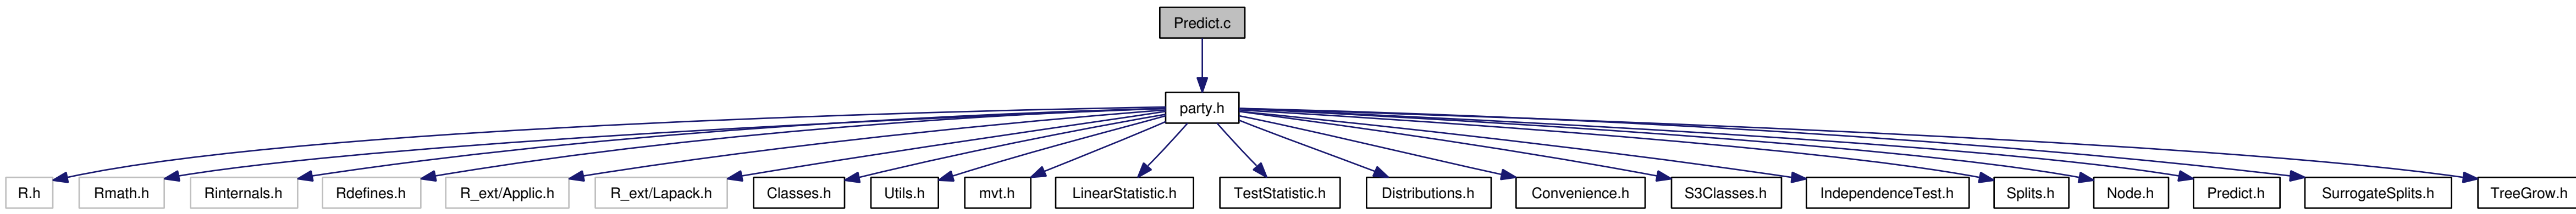 Predict.c
party.h
R.h
Rmath.h
Rinternals.h
Rdefines.h
R_ext/Applic.h
R_ext/Lapack.h
Classes.h
Utils.h
mvt.h
LinearStatistic.h
TestStatistic.h
Distributions.h
Convenience.h
S3Classes.h
IndependenceTest.h
Splits.h
Node.h
Predict.h
SurrogateSplits.h
TreeGrow.h